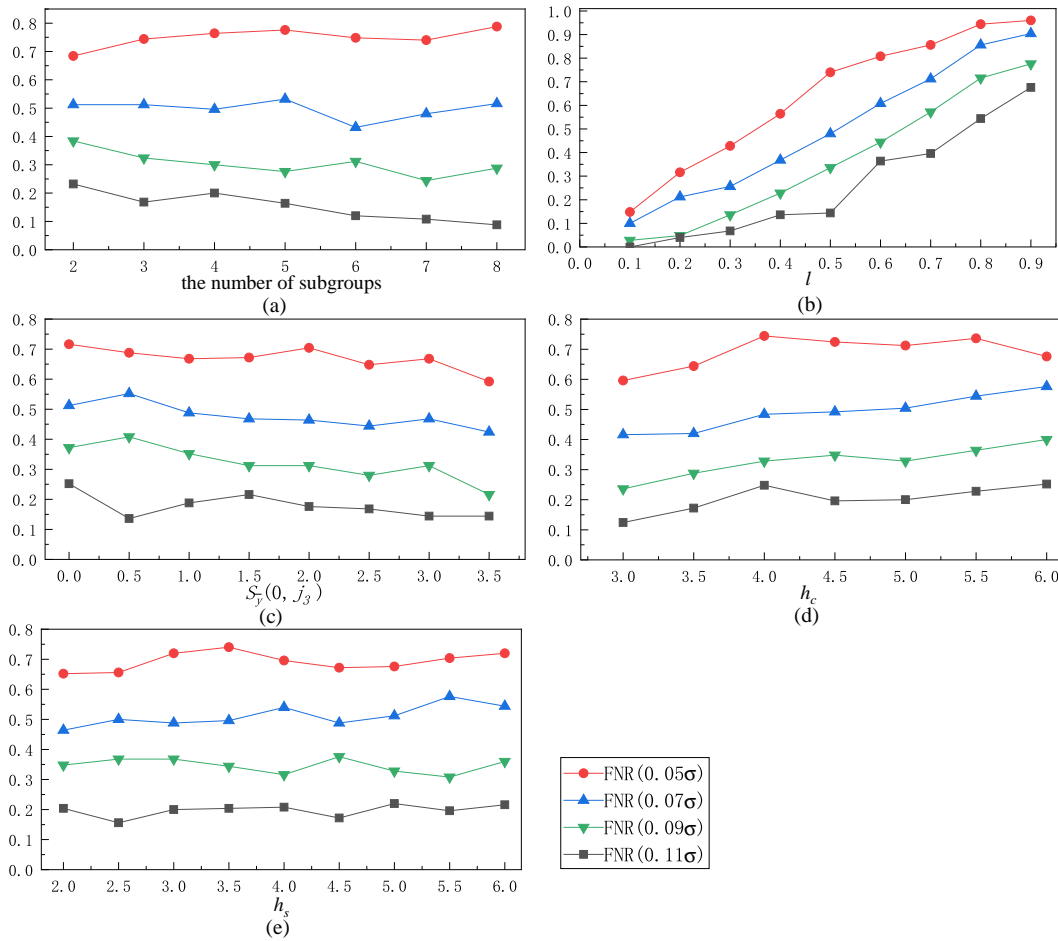 0.8
0.7
0.6
0.5
0.4
0.3
0.2
0.1
0.0
2 3 4 5 6 7 8
the number of subgroups
(a)
1.0
0.9
0.8
0.7
0.6
0.5
0.4
0.3
0.2
0.1
0.0
0.0 0.1 0.2 0.3 0.4 0.5 0.6 0.7 0.8 0.9
l
(b)
0.8
0.7
0.6
0.5
0.4
0.3
0.2
0.1
0.0
0.0 0.5 1.0 1.5 2.0 2.5 3.0 3.5
S_ȳ(0, j_3)
(c)
0.8
0.7
0.6
0.5
0.4
0.3
0.2
0.1
0.0
3.0 3.5 4.0 4.5 5.0 5.5 6.0
h_c
(d)
0.8
0.7
0.6
0.5
0.4
0.3
0.2
0.1
0.0
2.0 2.5 3.0 3.5 4.0 4.5 5.0 5.5 6.0
h_s
(e)
FNR(0.05σ)
FNR(0.07σ)
FNR(0.09σ)
FNR(0.11σ)